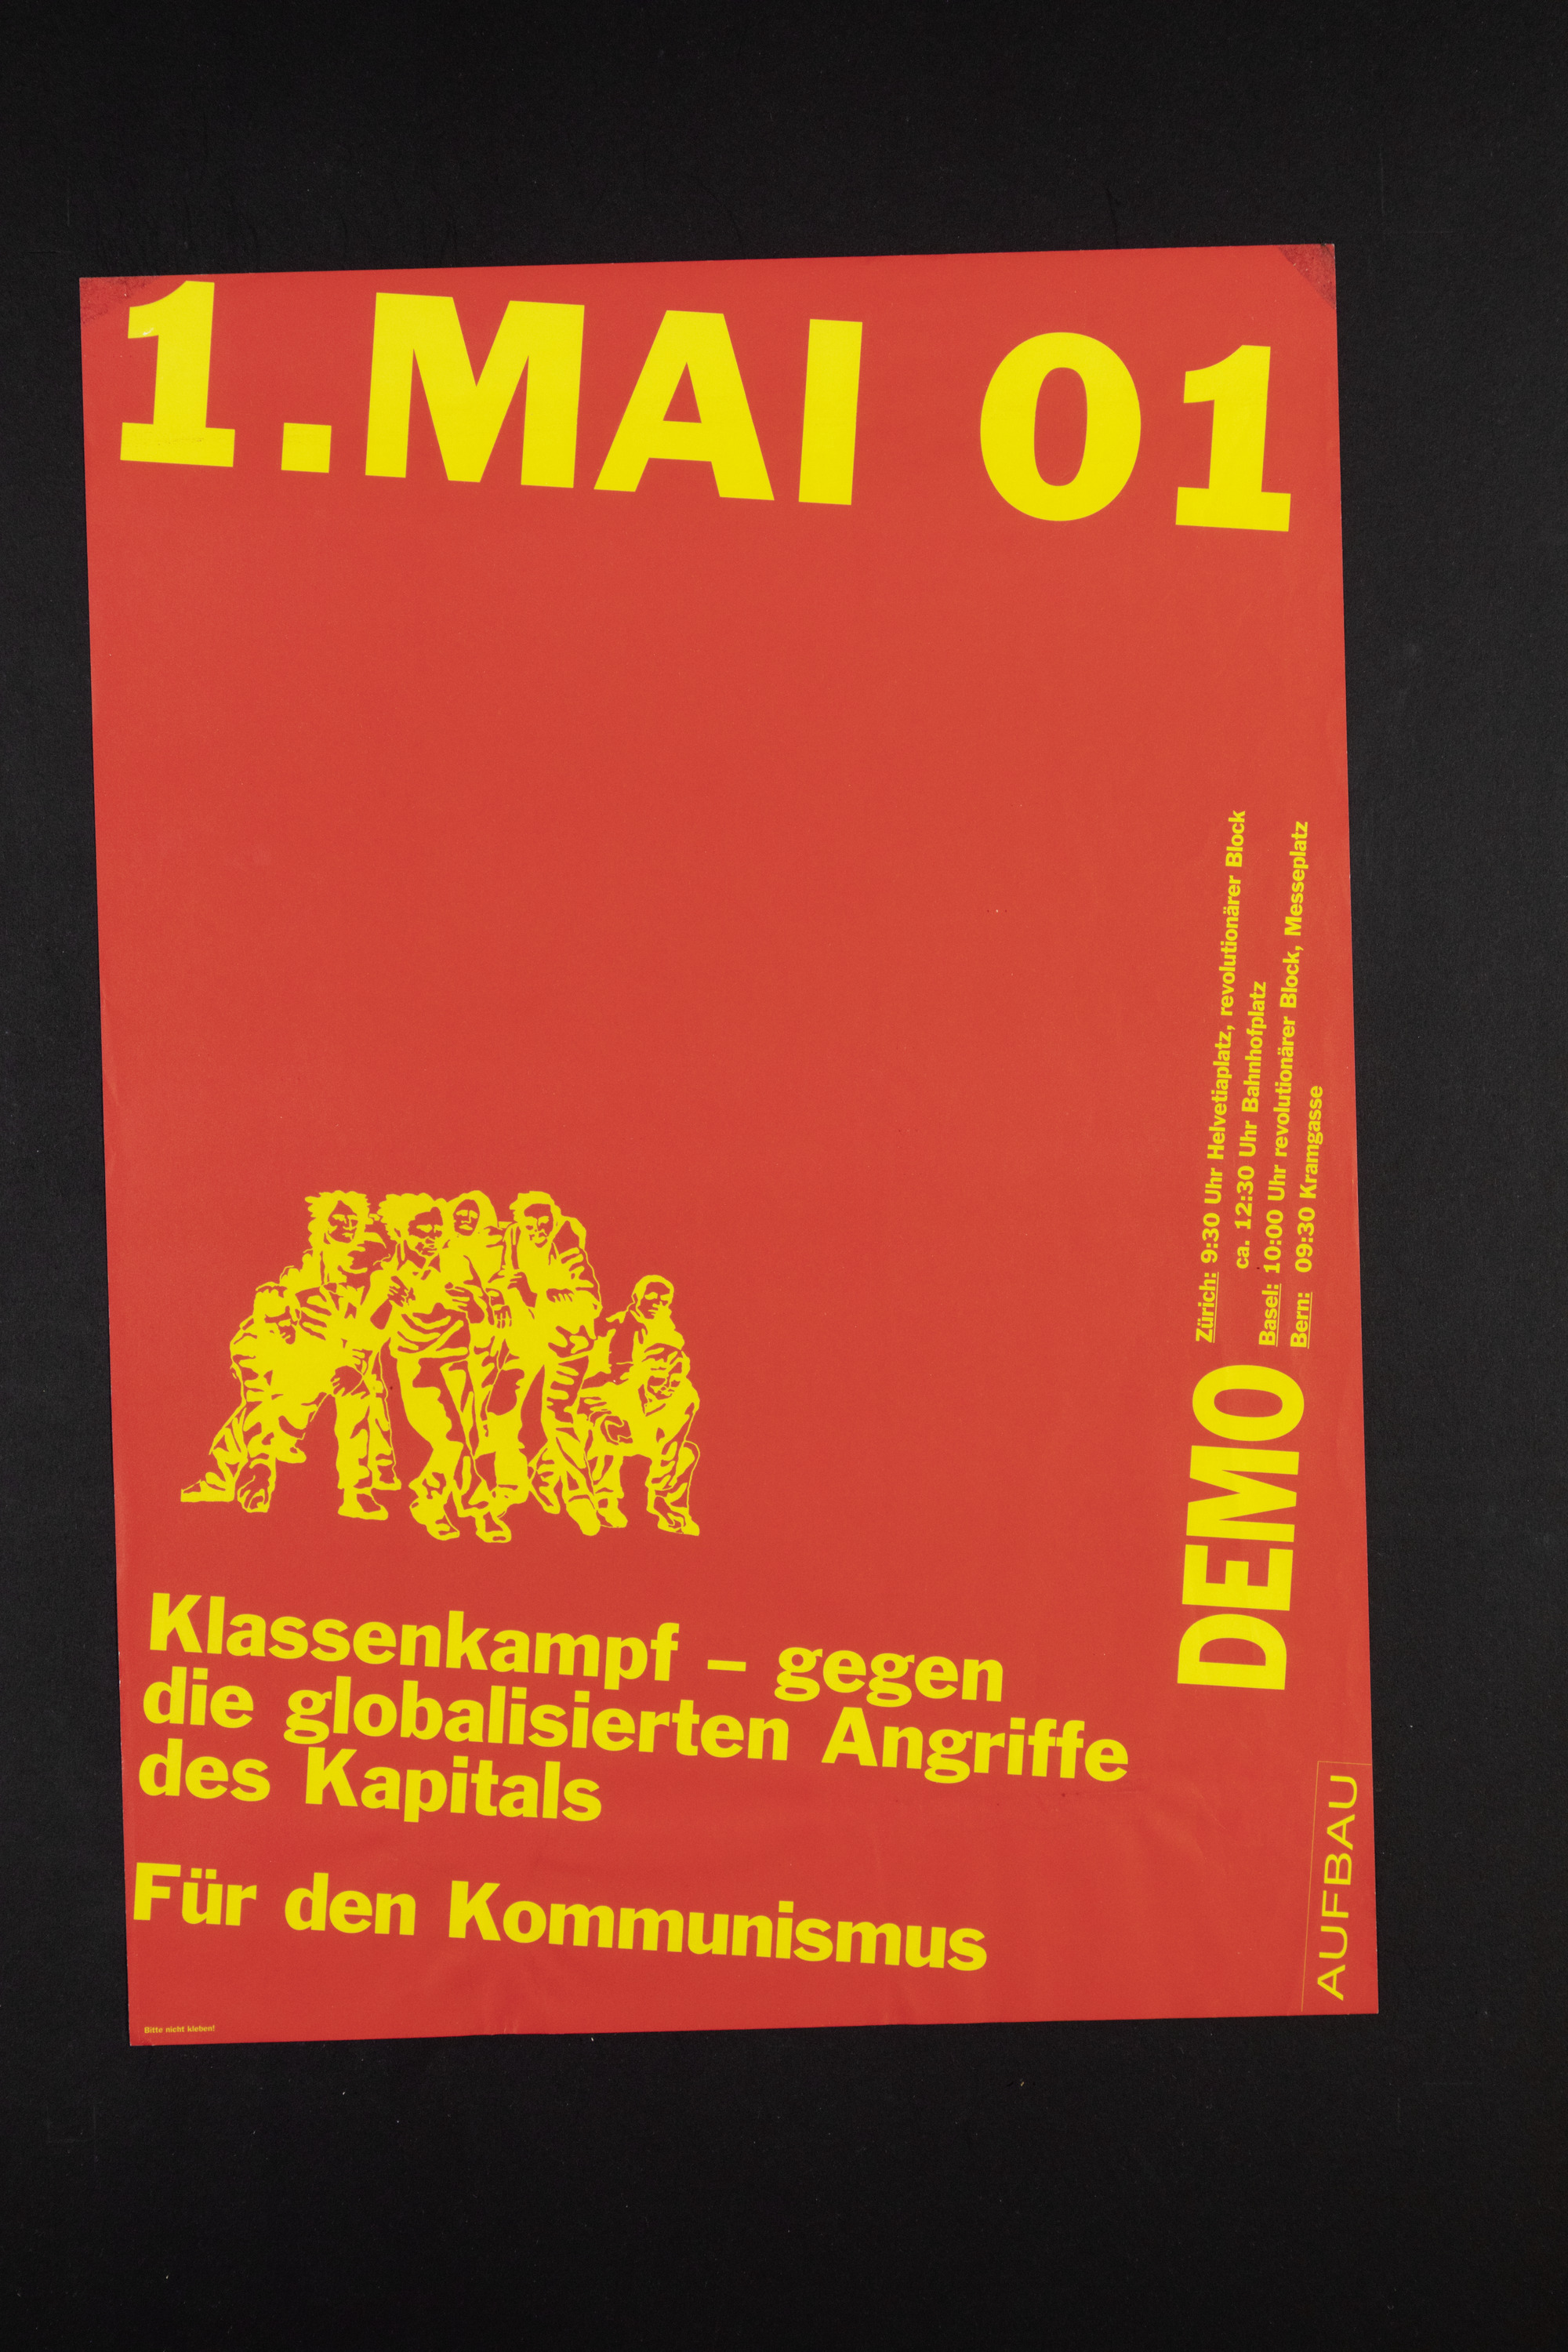 1. MAI 01
Zürich: 9:30 Uhr Helvetiaplatz, revolutionärer Block
ca. 12:30 Uhr Bahnhofplatz
Basel: 10:00 Uhr revolutionärer Block, Messeplatz
Bern: 09:30 Kramgasse
DEMO
Klassenkampf – gegen
die globalisierten Angriffe
des Kapitals
Für den Kommunismus
AUFBAU
Bitte nicht kleben!